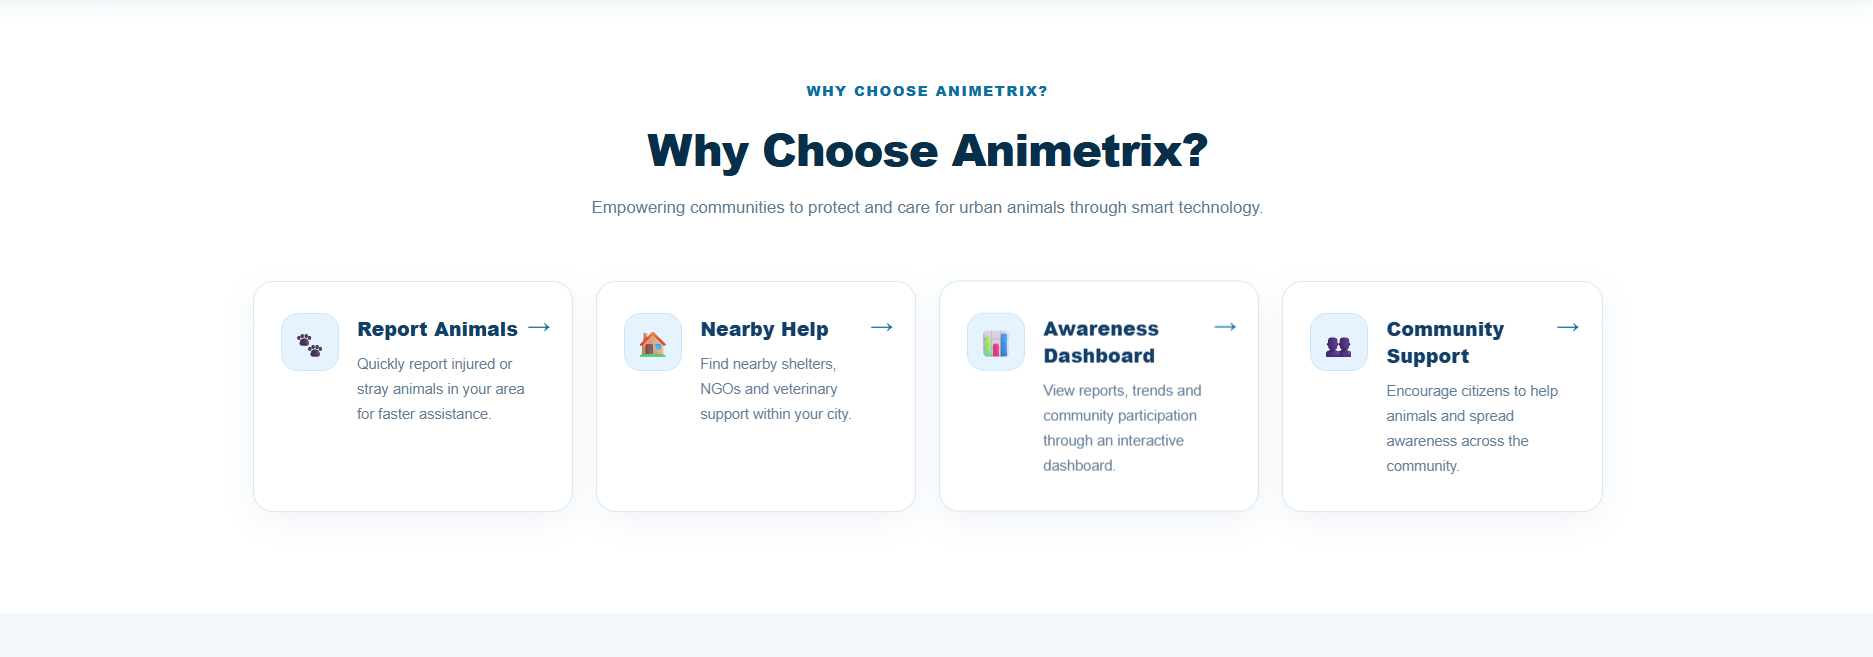 WHY CHOOSE ANIMETRIX?
Why Choose Animetrix?
Empowering communities to protect and care for urban animals through smart technology.
Report Animals →
Quickly report injured or
stray animals in your area
for faster assistance.
Nearby Help →
Find nearby shelters,
NGOs and veterinary
support within your city.
Awareness →
Dashboard
View reports, trends and
community participation
through an interactive
dashboard.
Community →
Support
Encourage citizens to help
animals and spread
awareness across the
community.